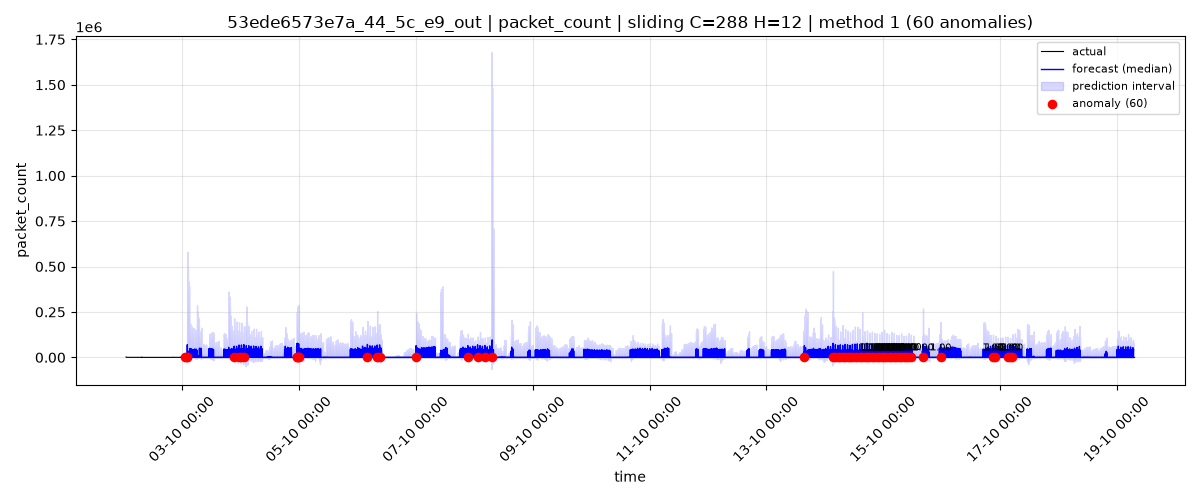 53ede6573e7a_44_5c_e9_out | packet_count | sliding C=288 H=12 | method 1 (60 anomalies)
1e6
1.75
1.50
1.25
1.00
0.75
0.50
0.25
0.00
packet_count
actual
forecast (median)
prediction interval
anomaly (60)
03-10 00:00
05-10 00:00
07-10 00:00
09-10 00:00
11-10 00:00
13-10 00:00
15-10 00:00
17-10 00:00
19-10 00:00
time